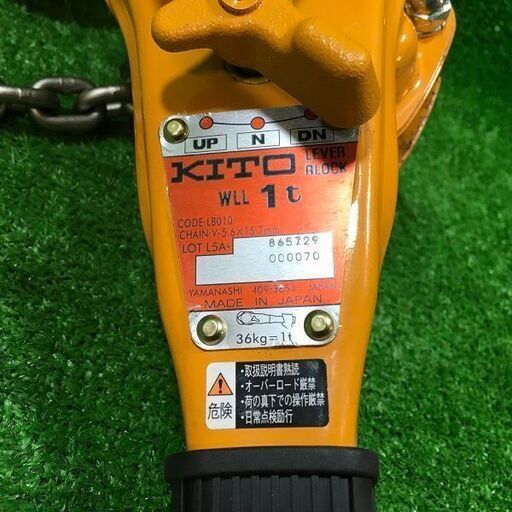 UP N DN
KITO LEVER BLOCK
WLL 1t
CODE: LB010
CHAIN: V-5.6X15.7mm
LOT L5A- 865729
000070
YAMANASHI 409-3853 JAPAN
MADE IN JAPAN
36kg=1t
危険
・取扱説明書熟読
・オーバーロード厳禁
・荷の真下での操作厳禁
・日常点検励行